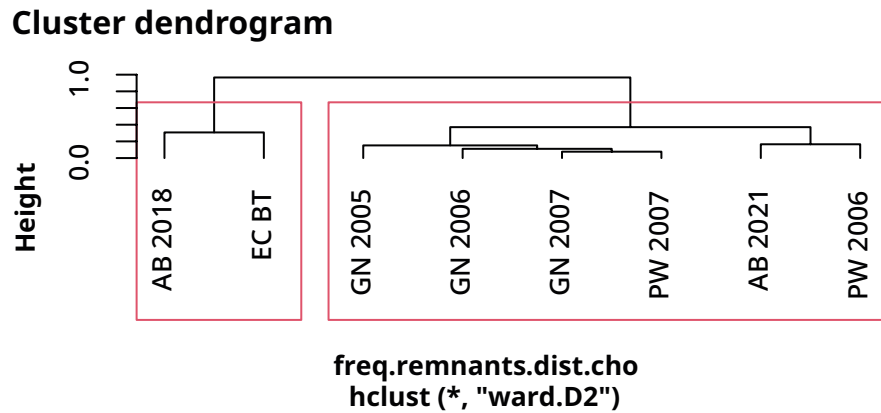 Cluster dendrogram
Height
1.0
0.0
AB 2018
EC BT
GN 2005
GN 2006
GN 2007
PW 2007
AB 2021
PW 2006
freq.remnants.dist.cho
hclust (*, "ward.D2")